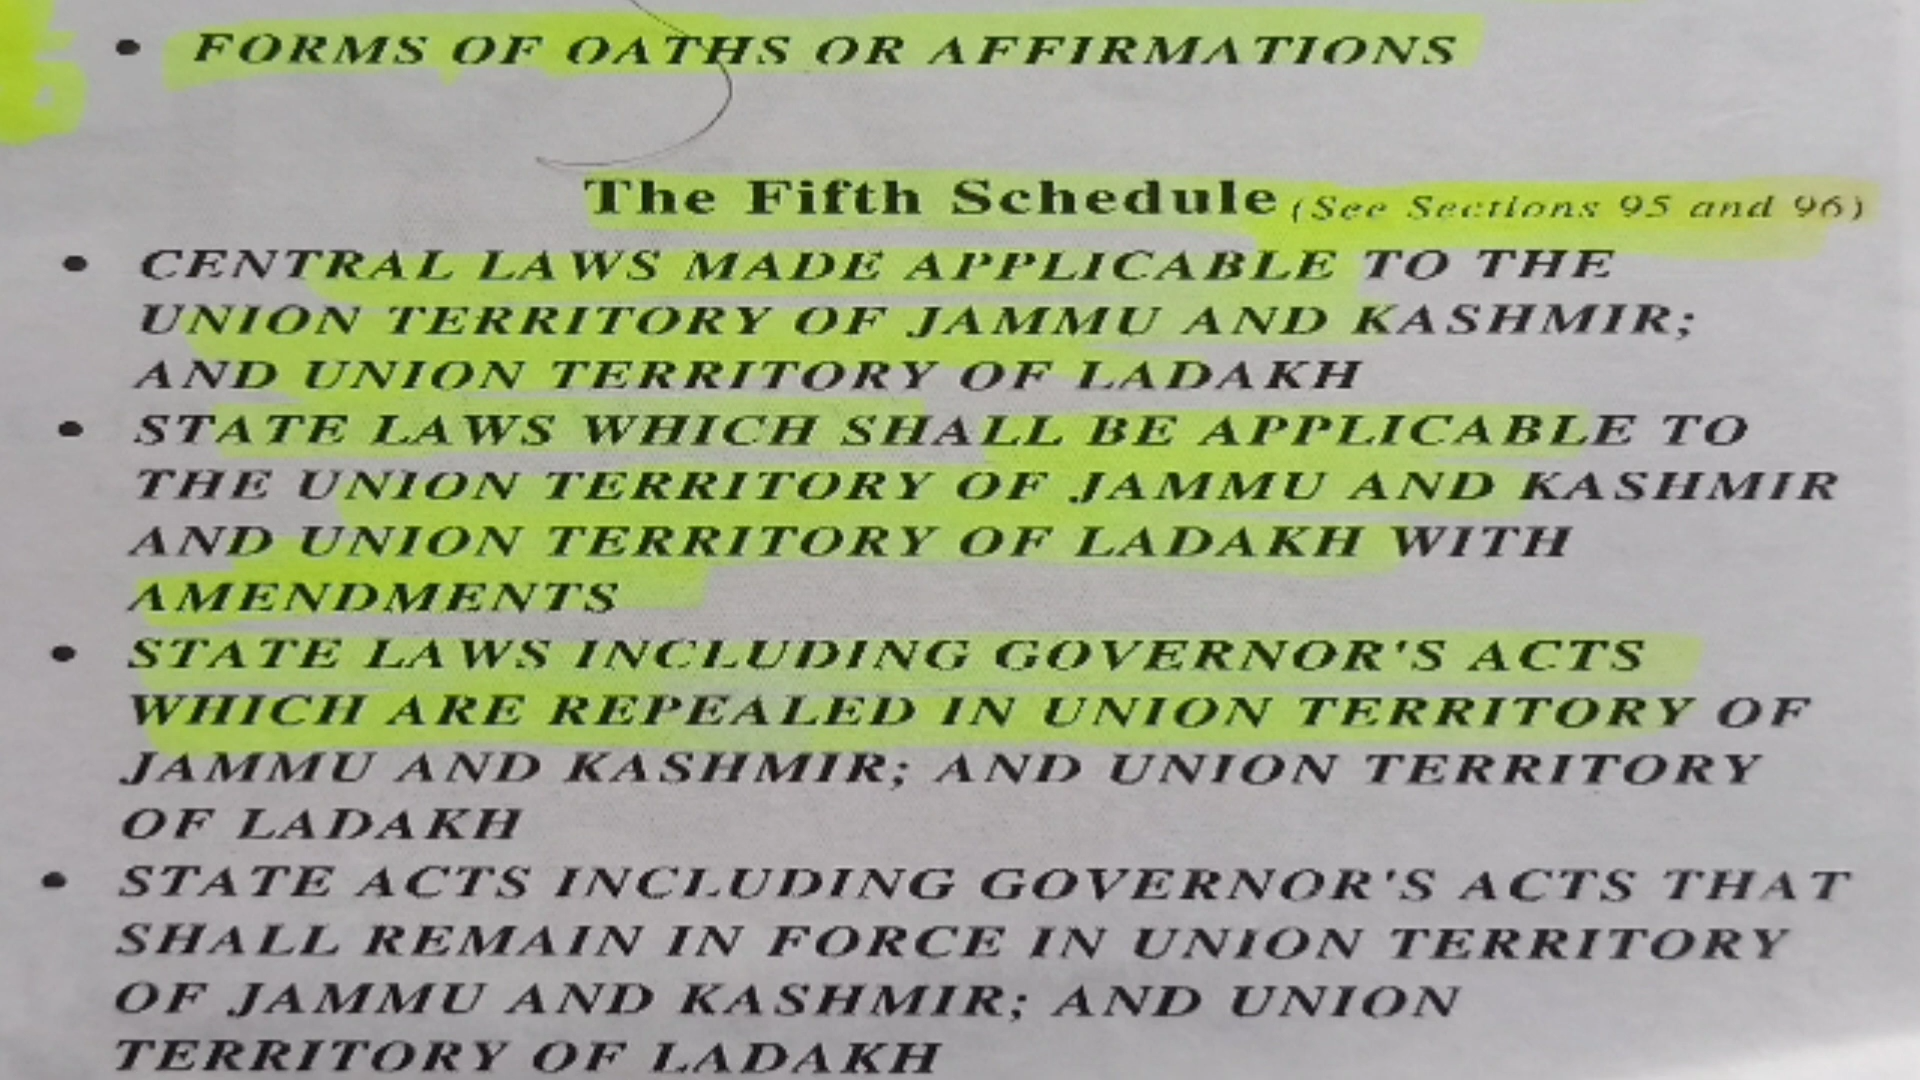 • FORMS OF OATHS OR AFFIRMATIONS
The Fifth Schedule (See Sections 95 and 96)
• CENTRAL LAWS MADE APPLICABLE TO THE
UNION TERRITORY OF JAMMU AND KASHMIR;
AND UNION TERRITORY OF LADAKH
• STATE LAWS WHICH SHALL BE APPLICABLE TO
THE UNION TERRITORY OF JAMMU AND KASHMIR
AND UNION TERRITORY OF LADAKH WITH
AMENDMENTS
• STATE LAWS INCLUDING GOVERNOR'S ACTS
WHICH ARE REPEALED IN UNION TERRITORY OF
JAMMU AND KASHMIR; AND UNION TERRITORY
OF LADAKH
• STATE ACTS INCLUDING GOVERNOR'S ACTS THAT
SHALL REMAIN IN FORCE IN UNION TERRITORY
OF JAMMU AND KASHMIR; AND UNION
TERRITORY OF LADAKH